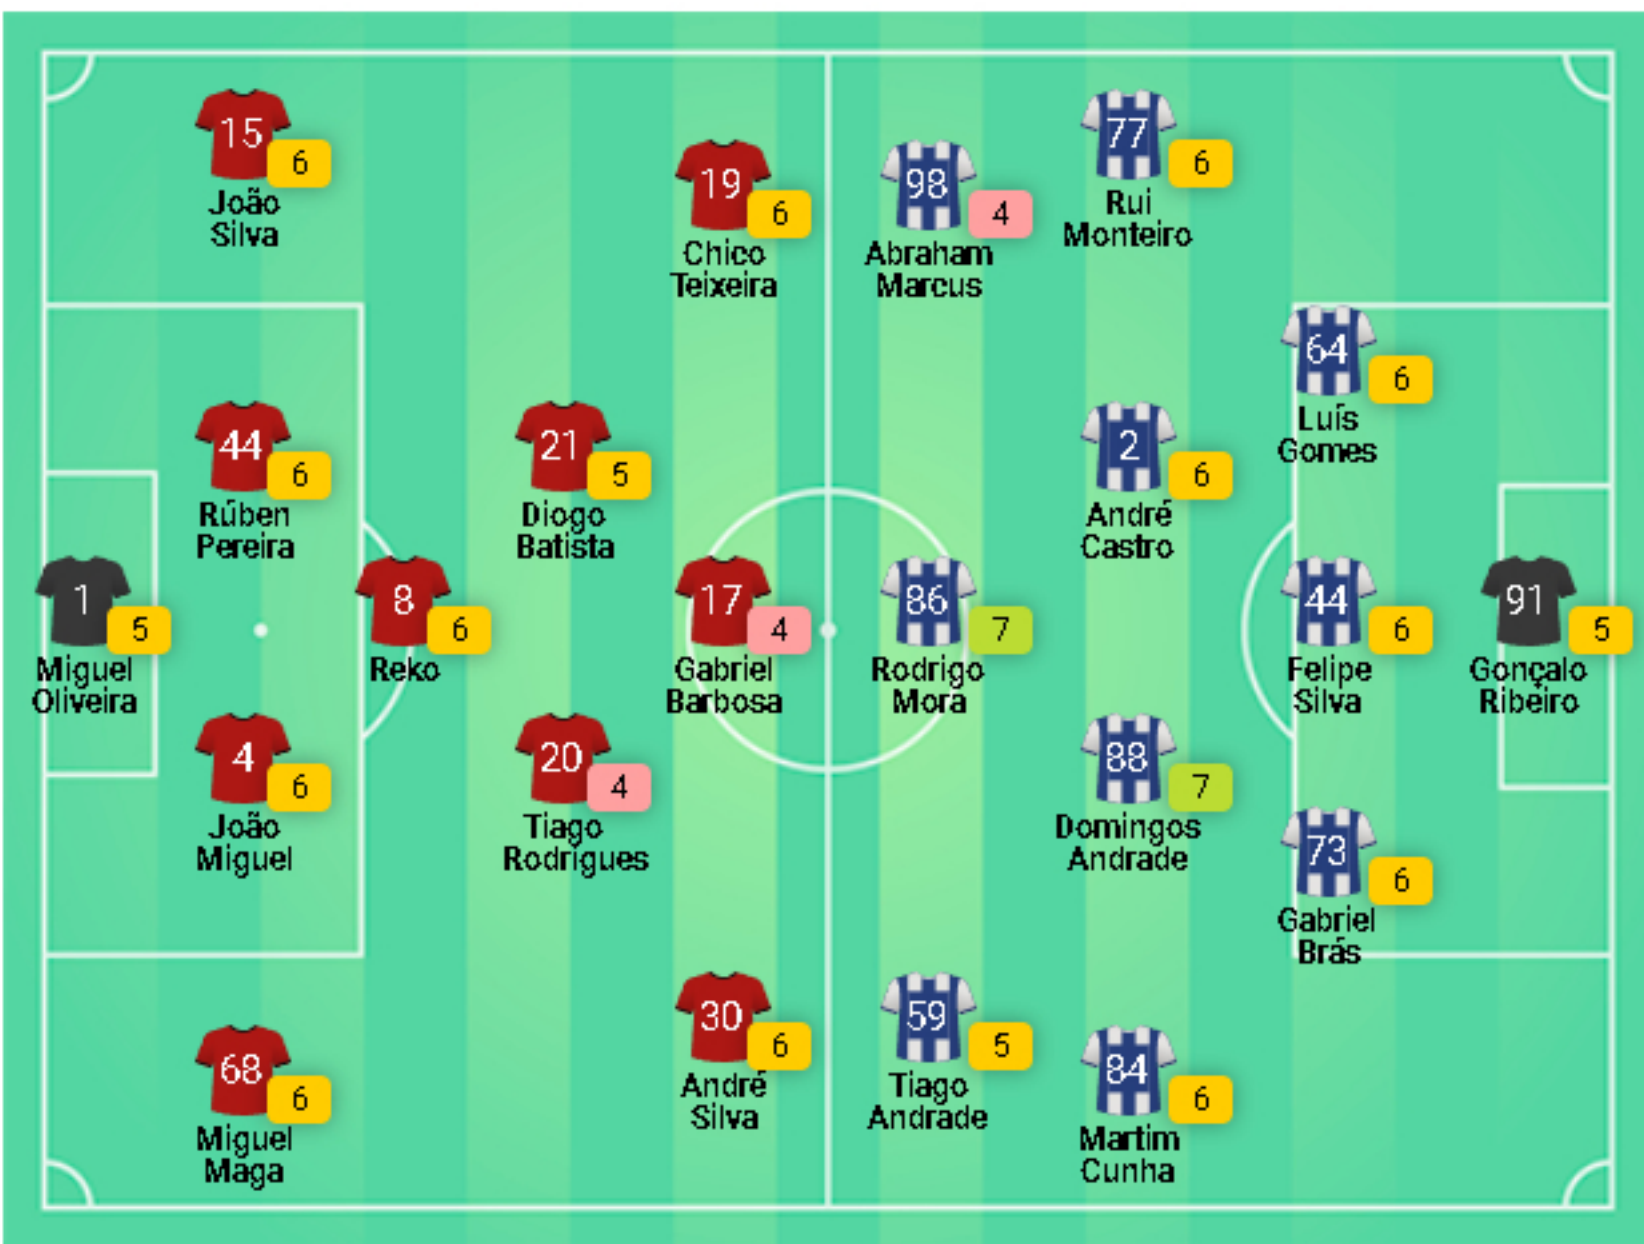 15
6
João
Silva
19
6
Chico
Teixeira
98
4
Abraham
Marcus
77
6
Rui
Monteiro
64
6
Luís
Gomes
44
6
Rúben
Pereira
21
5
Diogo
Batista
2
6
André
Castro
1
5
Miguel
Oliveira
8
6
Reko
17
4
Gabriel
Barbosa
86
7
Rodrigo
Mora
44
6
Felipe
Silva
91
5
Gonçalo
Ribeiro
4
6
João
Miguel
20
4
Tiago
Rodrigues
88
7
Domingos
Andrade
73
6
Gabriel
Brás
68
6
Miguel
Maga
30
6
André
Silva
59
5
Tiago
Andrade
84
6
Martim
Cunha